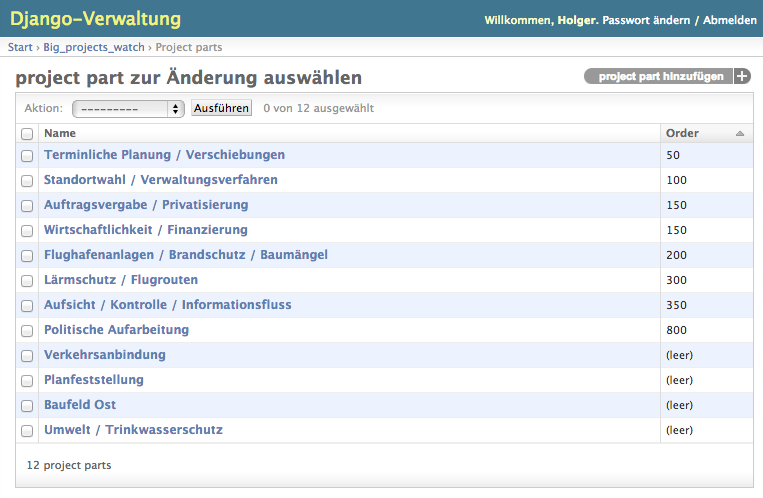 Django-Verwaltung
Willkommen, Holger. Passwort ändern / Abmelden
Start › Big_projects_watch › Project parts
project part zur Änderung auswählen
project part hinzufügen +
Aktion: --------- Ausführen 0 von 12 ausgewählt
Name Order
Terminliche Planung / Verschiebungen 50
Standortwahl / Verwaltungsverfahren 100
Auftragsvergabe / Privatisierung 150
Wirtschaftlichkeit / Finanzierung 150
Flughafenanlagen / Brandschutz / Baumängel 200
Lärmschutz / Flugrouten 300
Aufsicht / Kontrolle / Informationsfluss 350
Politische Aufarbeitung 800
Verkehrsanbindung (leer)
Planfeststellung (leer)
Baufeld Ost (leer)
Umwelt / Trinkwasserschutz (leer)
12 project parts